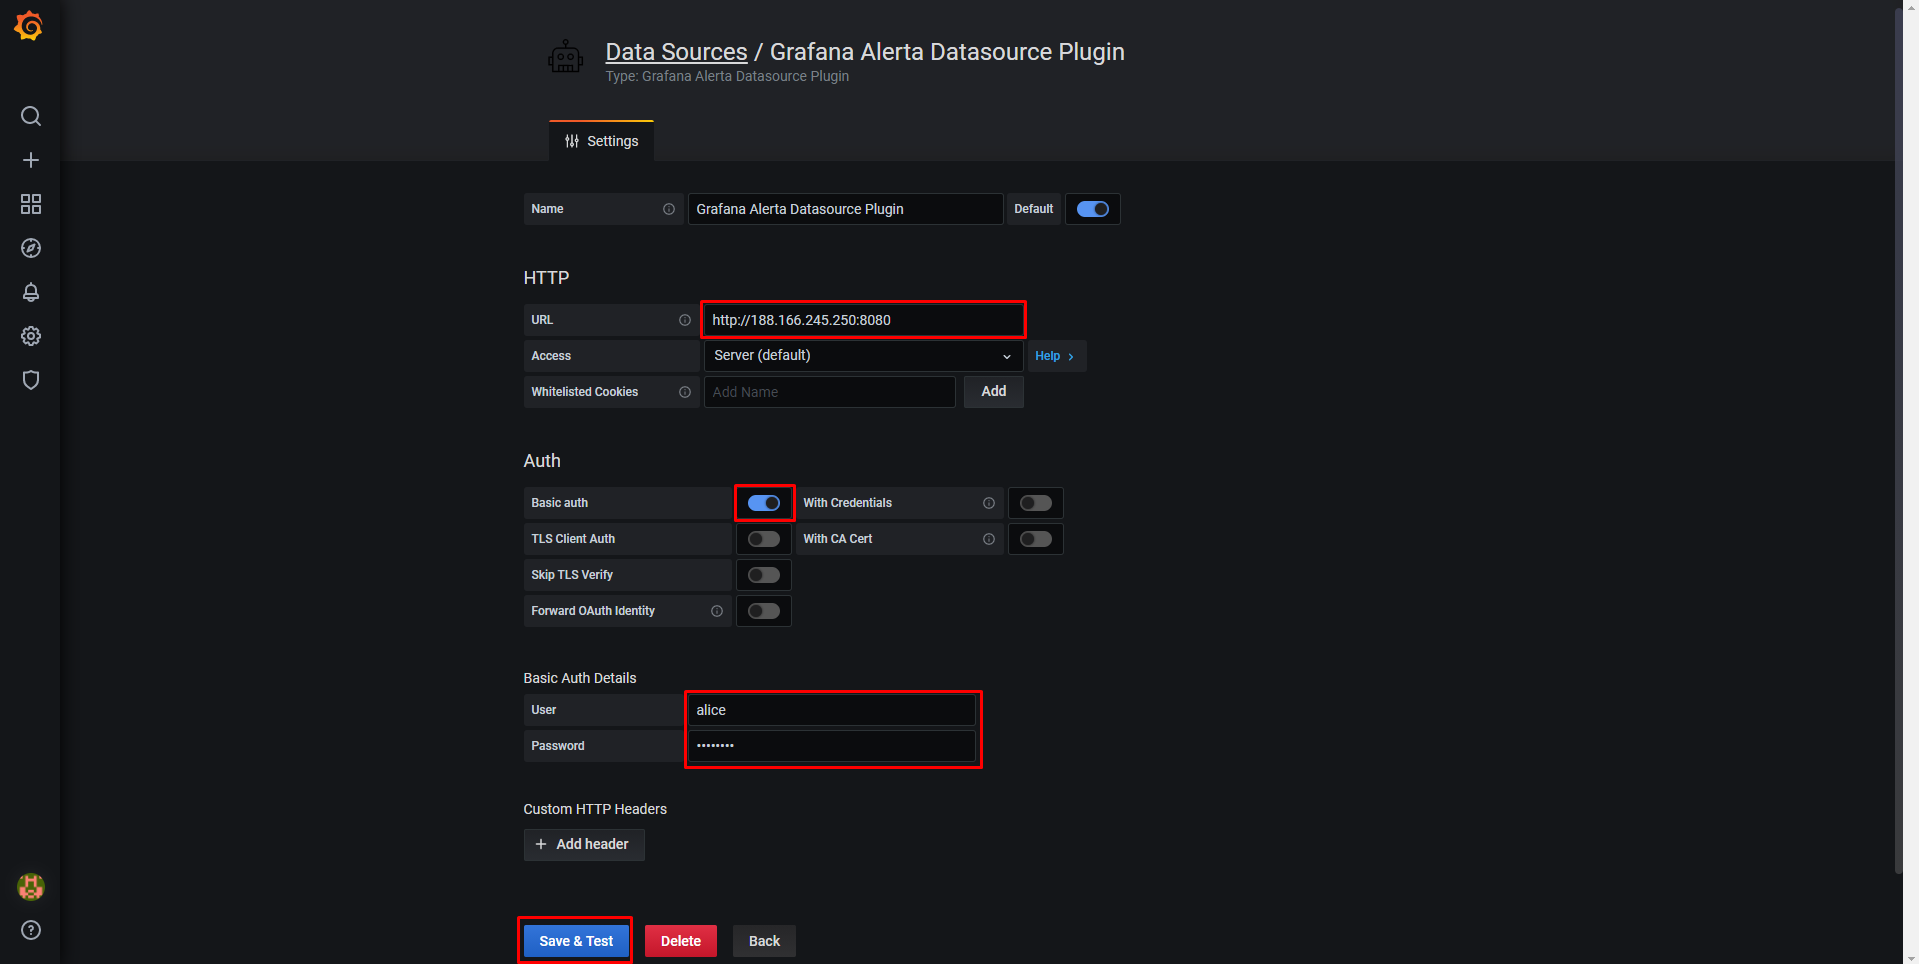 Data Sources / Grafana Alerta Datasource Plugin
Type: Grafana Alerta Datasource Plugin
Settings
Name Grafana Alerta Datasource Plugin Default
HTTP
URL http://188.166.245.250:8080
Access Server (default) Help >
Whitelisted Cookies Add Name Add
Auth
Basic auth With Credentials
TLS Client Auth With CA Cert
Skip TLS Verify
Forward OAuth Identity
Basic Auth Details
User alice
Password ••••••••
Custom HTTP Headers
+ Add header
Save & Test Delete Back